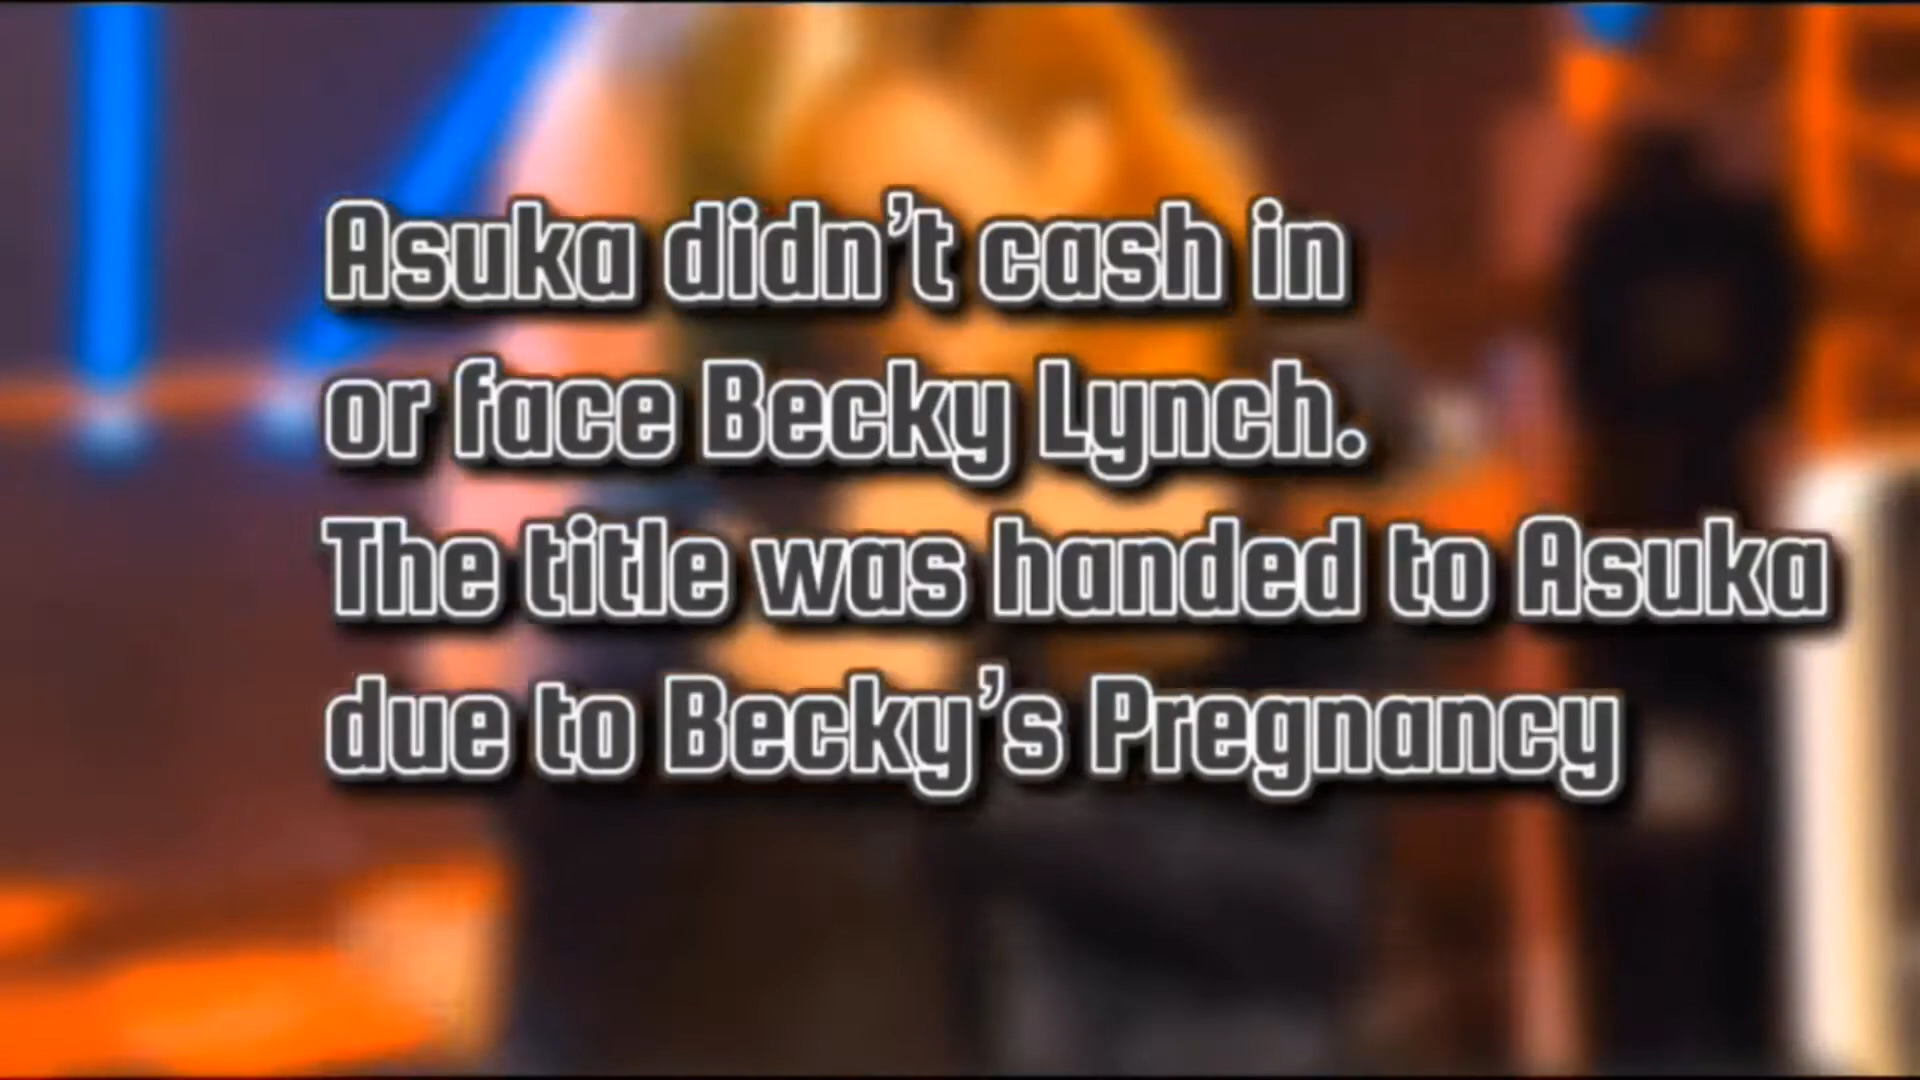 Asuka didn’t cash in
or face Becky Lynch.
The title was handed to Asuka
due to Becky’s Pregnancy